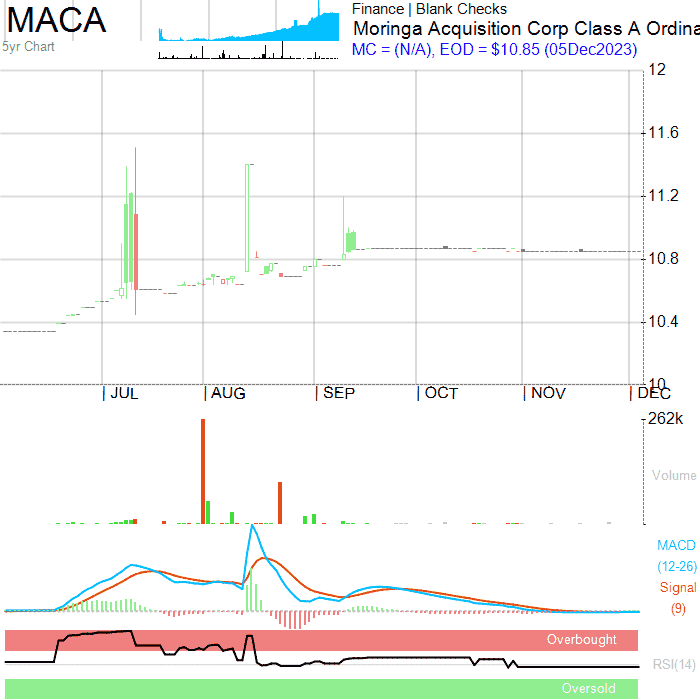 MACA
5yr Chart
Finance | Blank Checks
Moringa Acquisition Corp Class A Ordina
MC = (N/A), EOD = $10.85 (05Dec2023)
12
11.6
11.2
10.8
10.4
10
| JUL | AUG | SEP | OCT | NOV | DEC
262k
Volume
MACD
(12-26)
Signal
(9)
Overbought
RSI(14)
Oversold